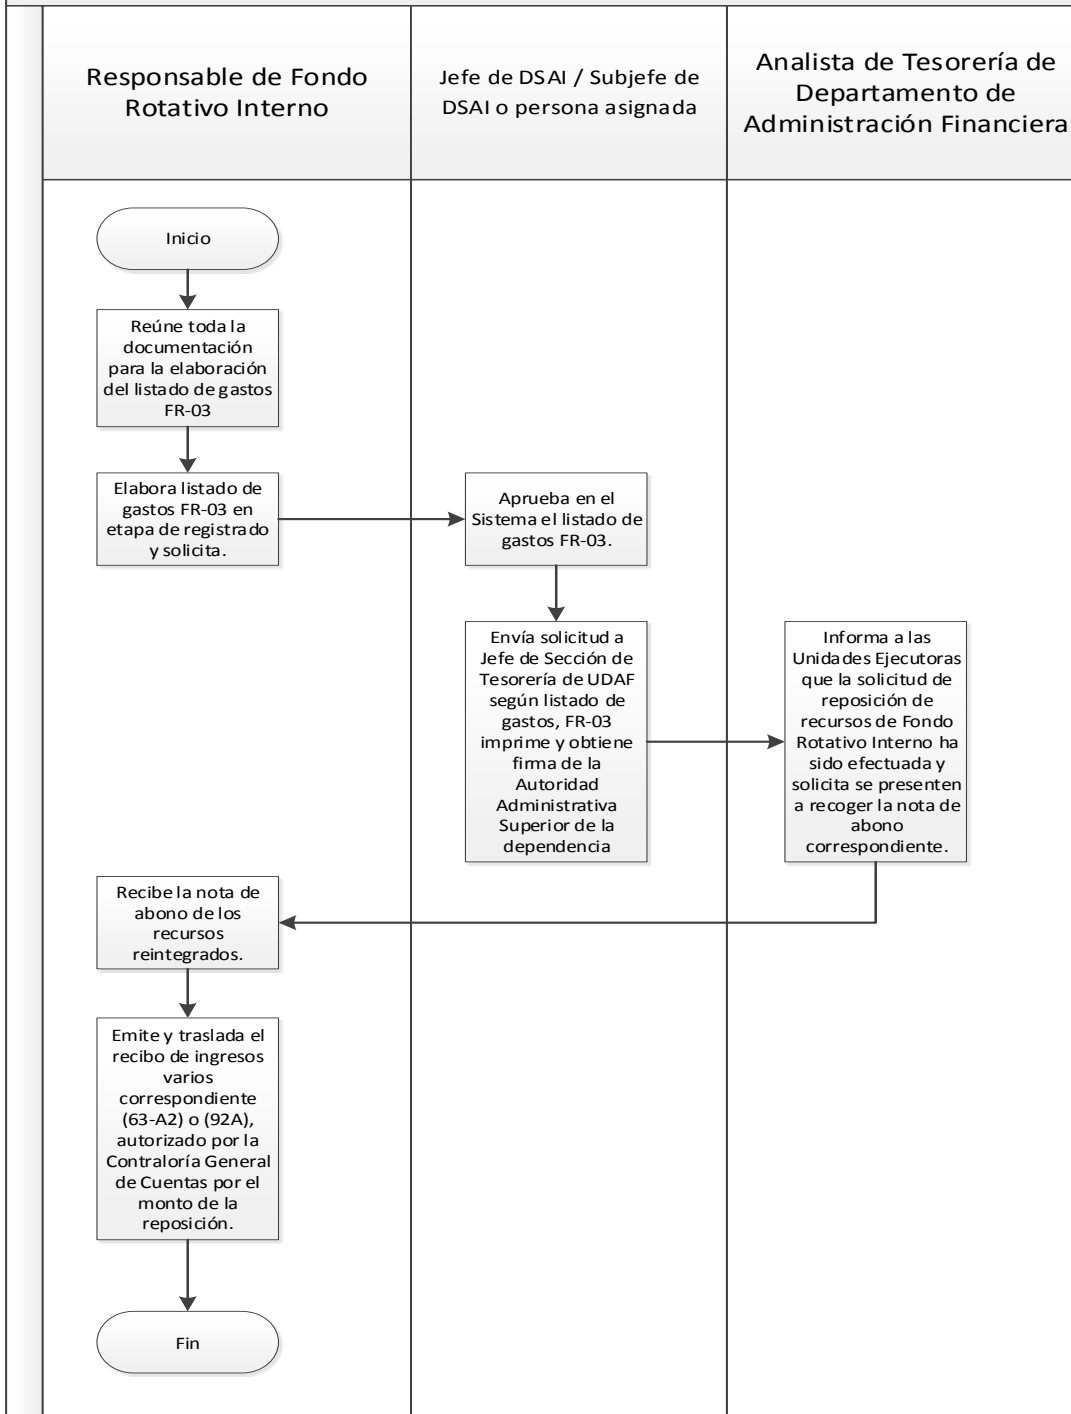 Responsable de Fondo
Rotativo Interno
Jefe de DSAI / Subjefe de
DSAI o persona asignada
Analista de Tesorería de
Departamento de
Administración Financiera
Inicio
Reúne toda la
documentación
para la elaboración
del listado de gastos
FR-03
Elabora listado de
gastos FR-03 en
etapa de registrado
y solicita.
Aprueba en el
Sistema el listado de
gastos FR-03.
Envía solicitud a
Jefe de Sección de
Tesorería de UDAF
según listado de
gastos, FR-03
imprime y obtiene
firma de la
Autoridad
Administrativa
Superior de la
dependencia
Informa a las
Unidades Ejecutoras
que la solicitud de
reposición de
recursos de Fondo
Rotativo Interno ha
sido efectuada y
solicita se presenten
a recoger la nota de
abono
correspondiente.
Recibe la nota de
abono de los
recursos
reintegrados.
Emite y traslada el
recibo de ingresos
varios
correspondiente
(63-A2) o (92A),
autorizado por la
Contraloría General
de Cuentas por el
monto de la
reposición.
Fin